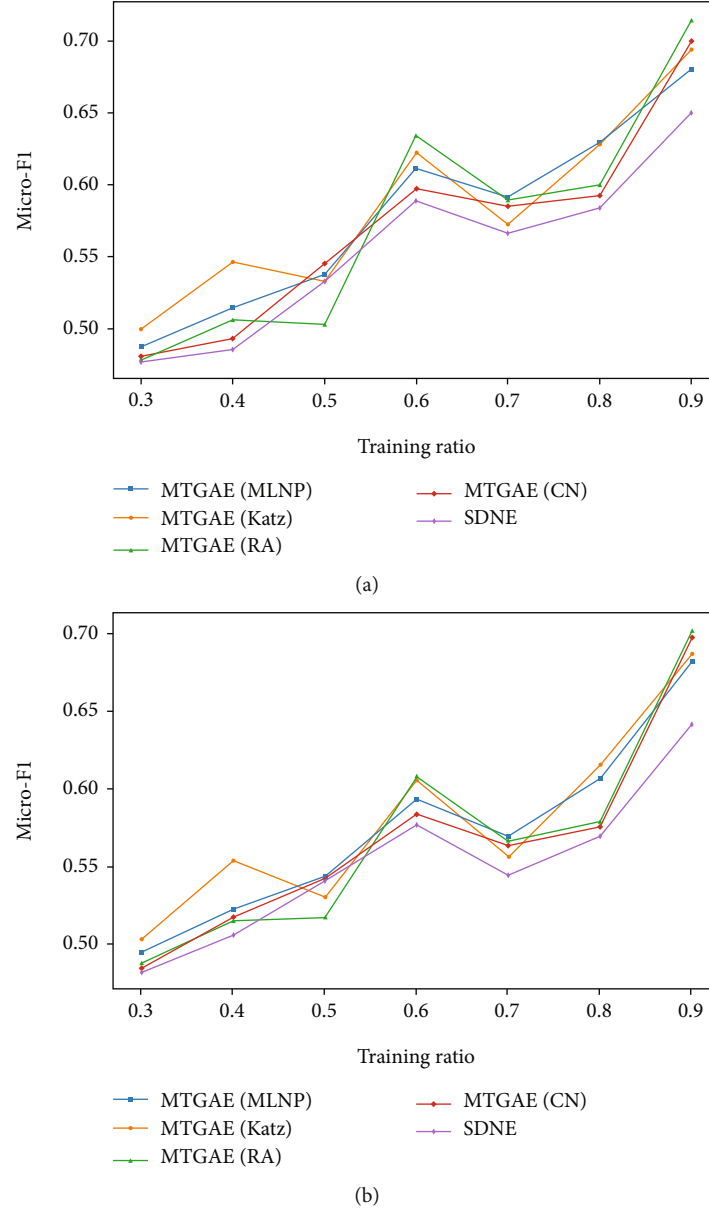 0.70
0.65
0.60
0.55
0.50
Micro-F1
0.3 0.4 0.5 0.6 0.7 0.8 0.9
Training ratio
MTGAE (MLNP)
MTGAE (Katz)
MTGAE (RA)
MTGAE (CN)
SDNE
(a)
0.70
0.65
0.60
0.55
0.50
Micro-F1
0.3 0.4 0.5 0.6 0.7 0.8 0.9
Training ratio
MTGAE (MLNP)
MTGAE (Katz)
MTGAE (RA)
MTGAE (CN)
SDNE
(b)